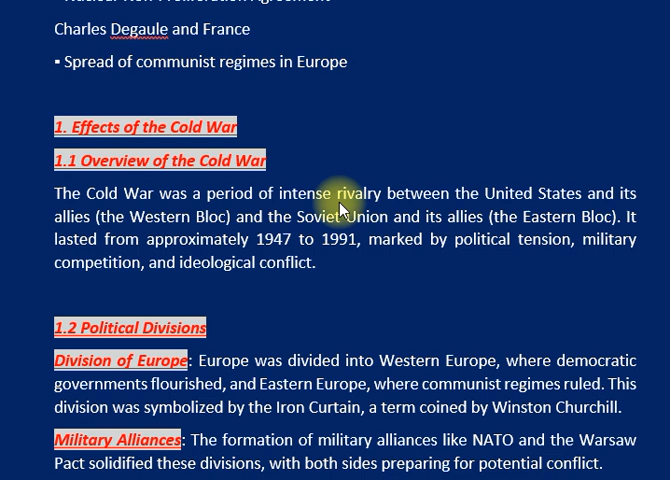 Charles Degaule and France
▪ Spread of communist regimes in Europe
1. Effects of the Cold War
1.1 Overview of the Cold War
The Cold War was a period of intense rivalry between the United States and its
allies (the Western Bloc) and the Soviet Union and its allies (the Eastern Bloc). It
lasted from approximately 1947 to 1991, marked by political tension, military
competition, and ideological conflict.
1.2 Political Divisions
Division of Europe: Europe was divided into Western Europe, where democratic
governments flourished, and Eastern Europe, where communist regimes ruled. This
division was symbolized by the Iron Curtain, a term coined by Winston Churchill.
Military Alliances: The formation of military alliances like NATO and the Warsaw
Pact solidified these divisions, with both sides preparing for potential conflict.